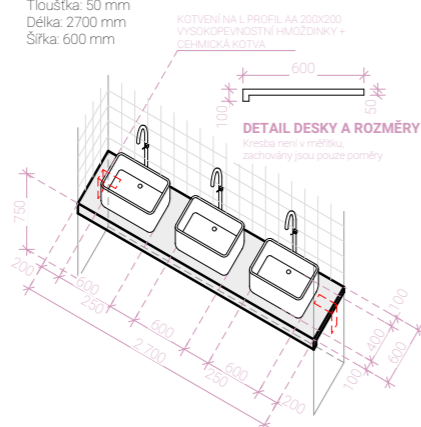 Tloušťka: 50 mm
Délka: 2700 mm
Šířka: 600 mm
KOTVENÍ NA L PROFIL AA 200X200
VYSOKOPEVNOSTNÍ HMOŽDINKY +
CEHMICKÁ KOTVA
600
100
50
DETAIL DESKY A ROZMĚRY
Kresba není v měřítku,
zachovány jsou pouze poměry
750
200
600
250
600
2 700
600
250
200
100
400
600
100